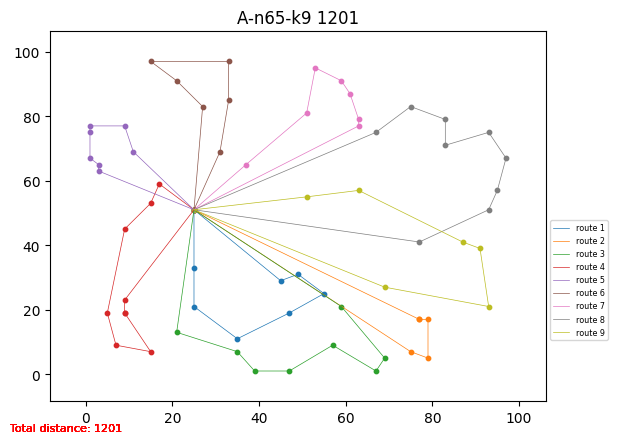 A-n65-k9 1201
100
80
60
40
20
0
0 20 40 60 80 100
route 1
route 2
route 3
route 4
route 5
route 6
route 7
route 8
route 9
Total distance: 1201